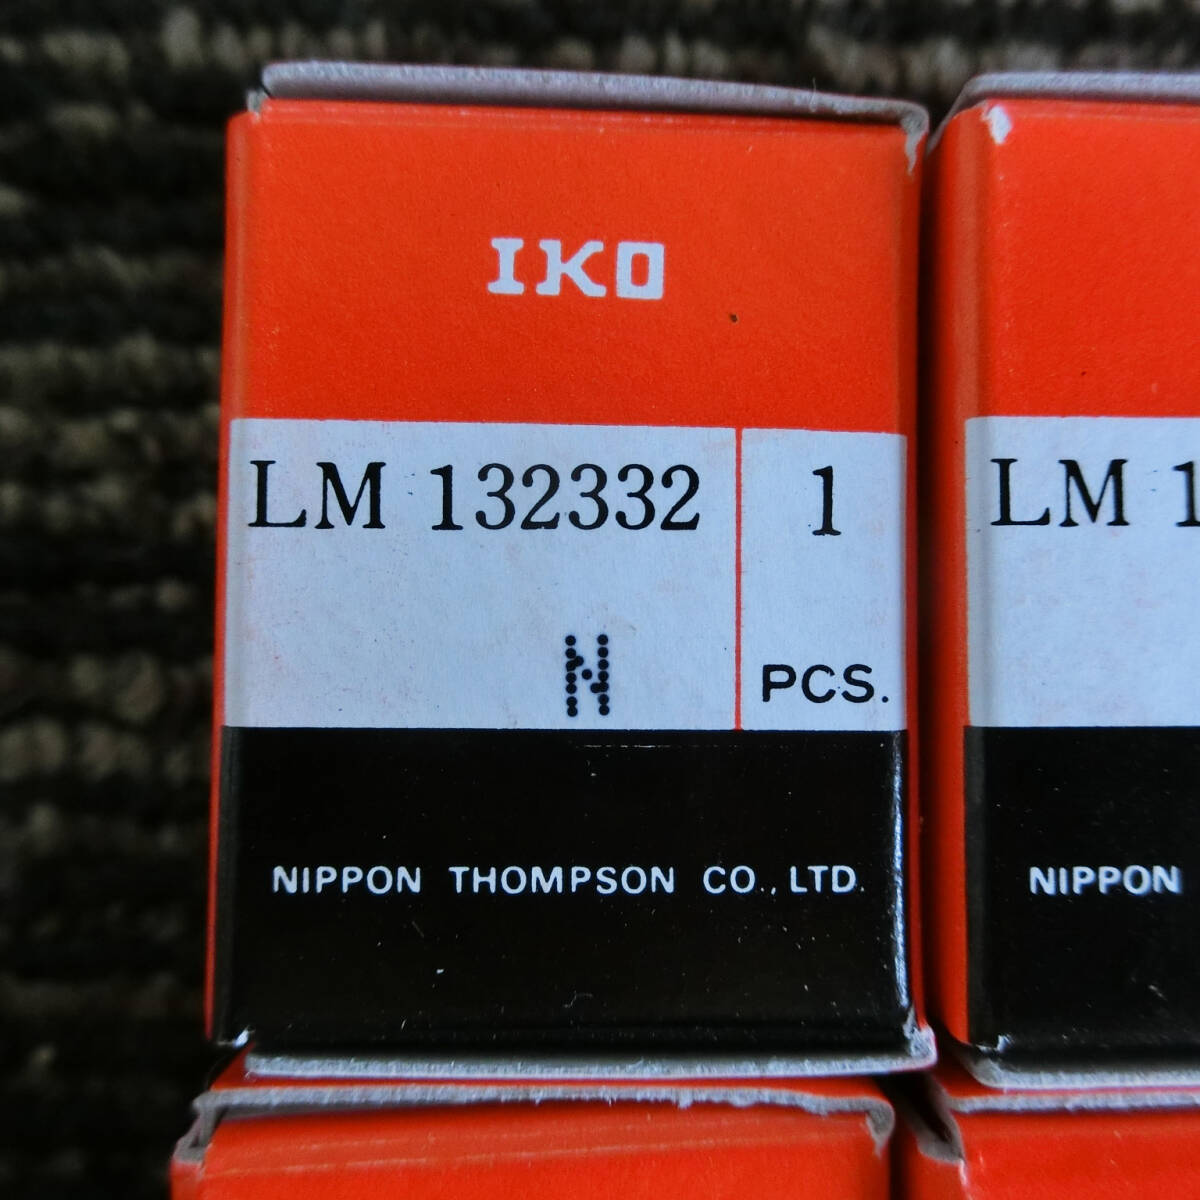 IKO
LM 132332
1
N
PCS.
NIPPON THOMPSON CO., LTD.
LM 1
NIPPON